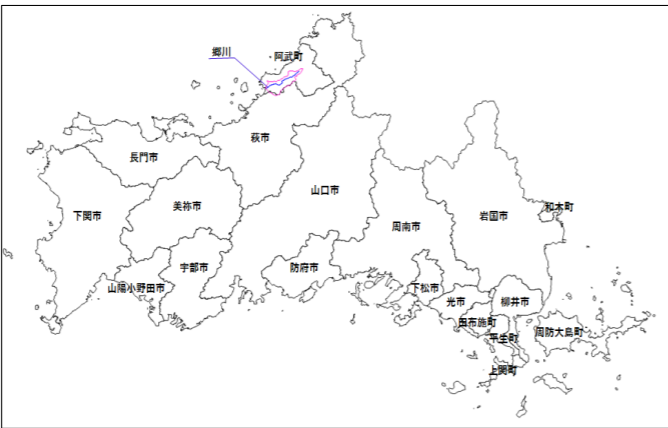 郷川
阿武町
萩市
長門市
山口市
美祢市
下関市
周南市
岩国市
和木町
宇部市
防府市
山陽小野田市
下松市
光市
柳井市
田布施町
周防大島町
平生町
上関町